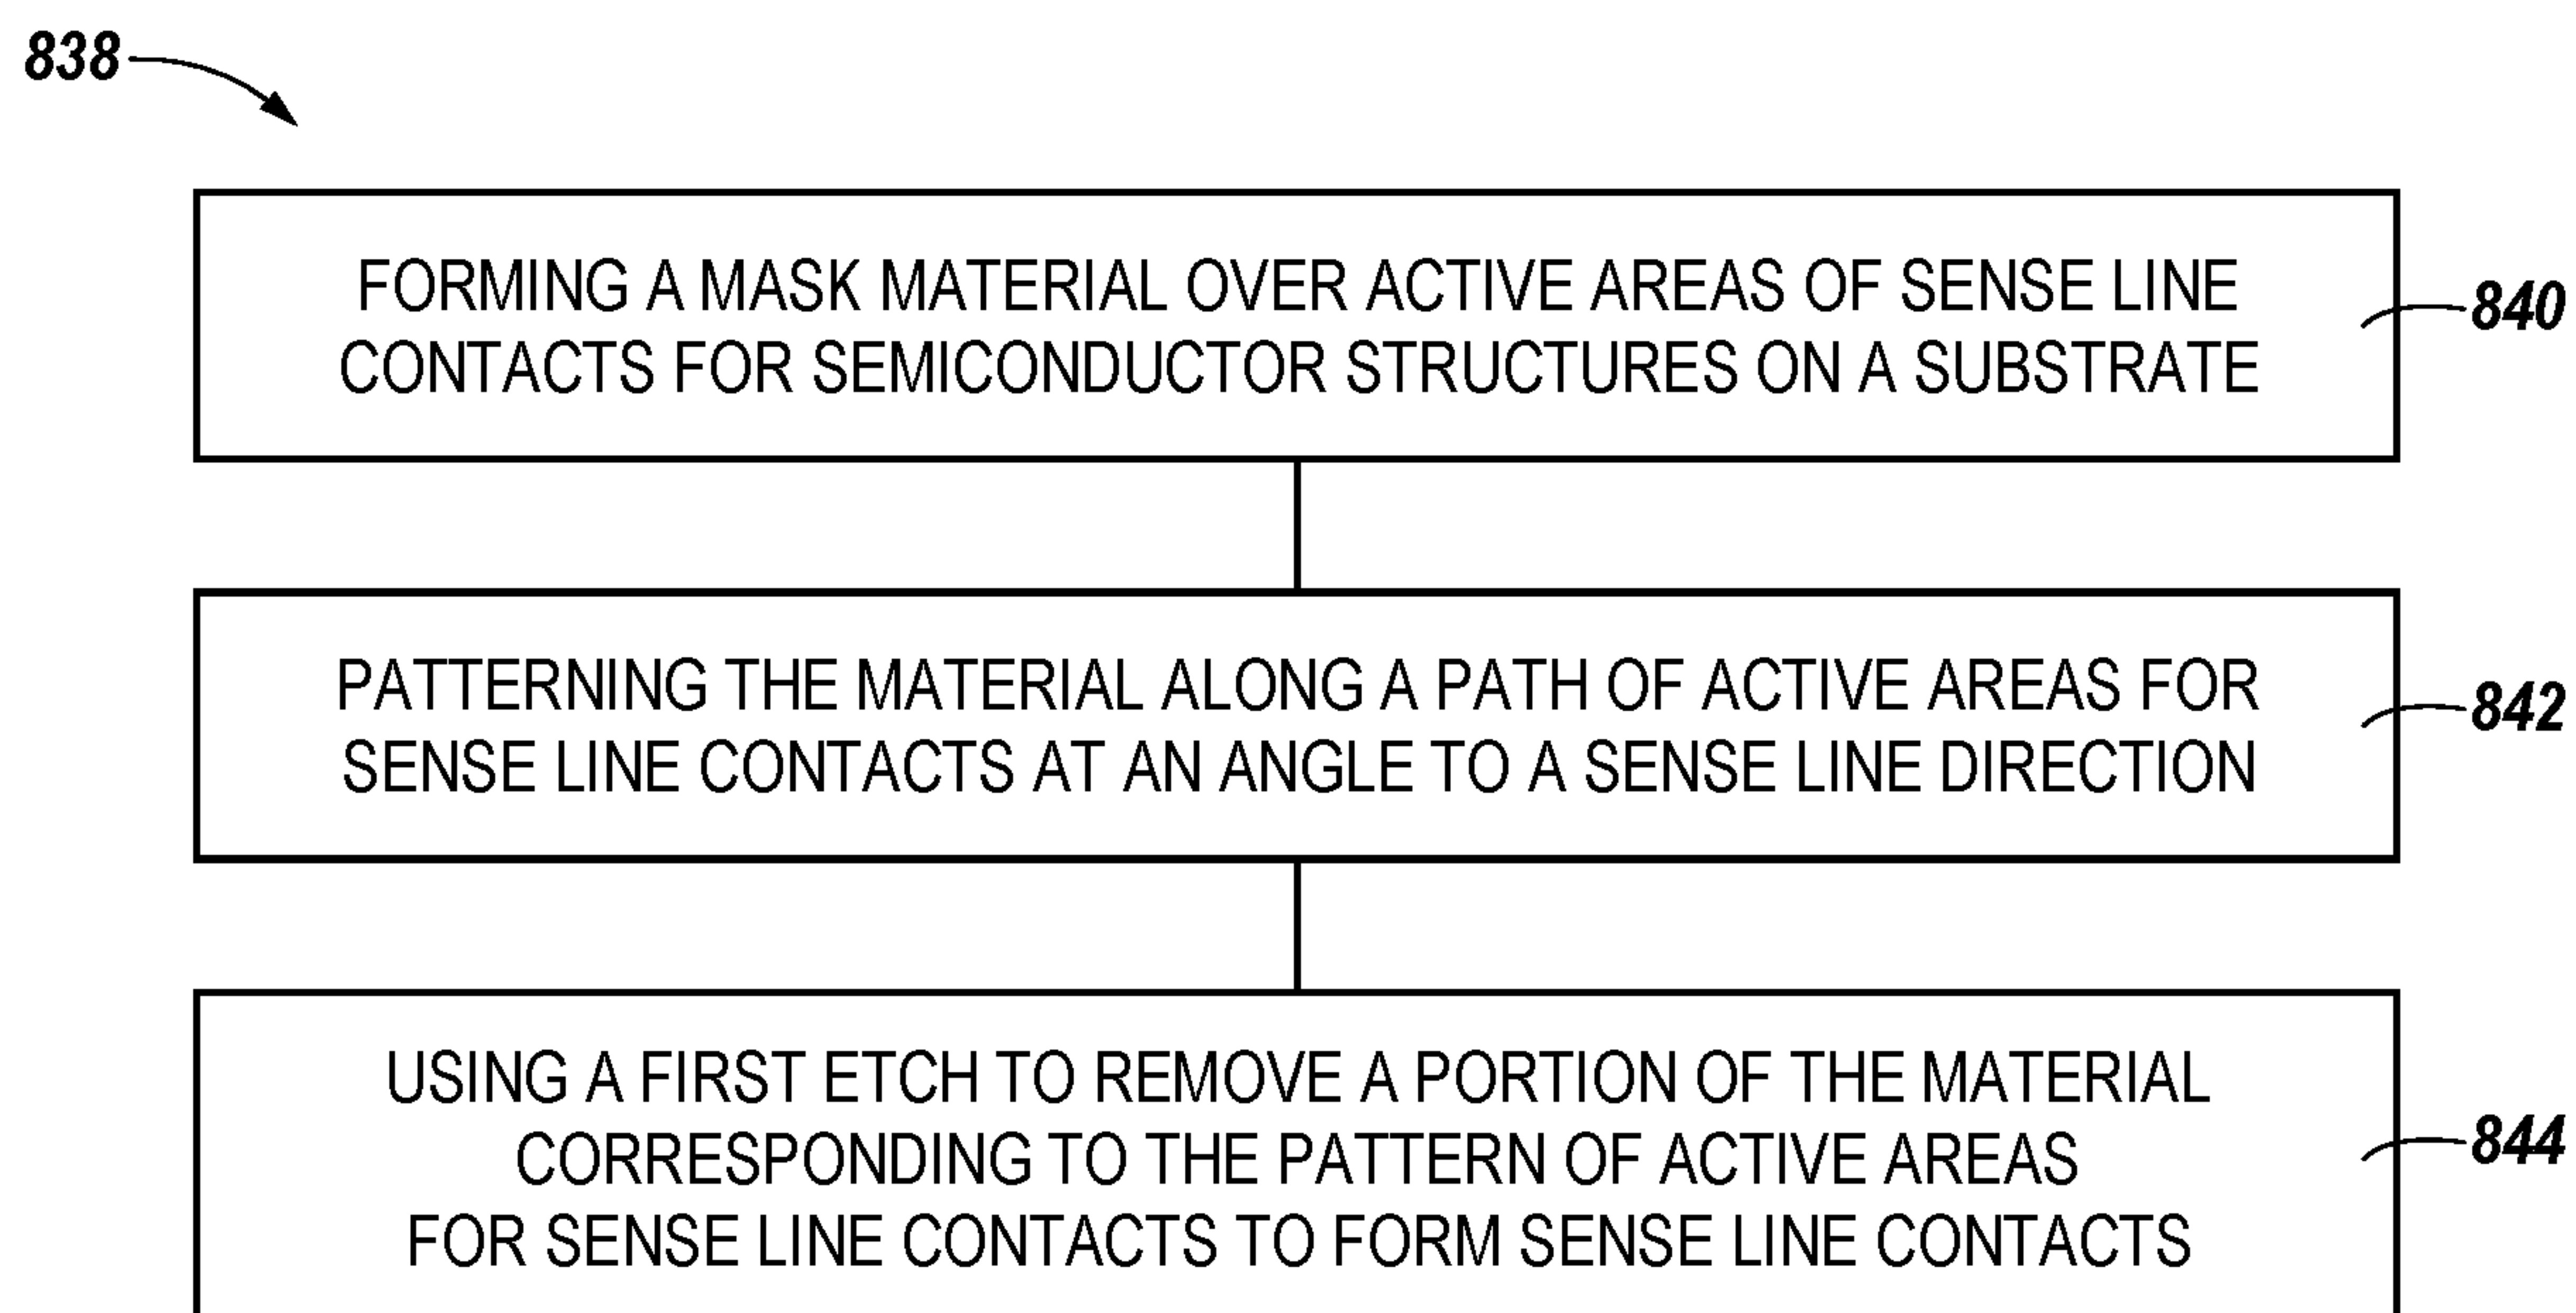 838
FORMING A MASK MATERIAL OVER ACTIVE AREAS OF SENSE LINE
CONTACTS FOR SEMICONDUCTOR STRUCTURES ON A SUBSTRATE
840
PATTERNING THE MATERIAL ALONG A PATH OF ACTIVE AREAS FOR
SENSE LINE CONTACTS AT AN ANGLE TO A SENSE LINE DIRECTION
842
USING A FIRST ETCH TO REMOVE A PORTION OF THE MATERIAL
CORRESPONDING TO THE PATTERN OF ACTIVE AREAS
FOR SENSE LINE CONTACTS TO FORM SENSE LINE CONTACTS
844